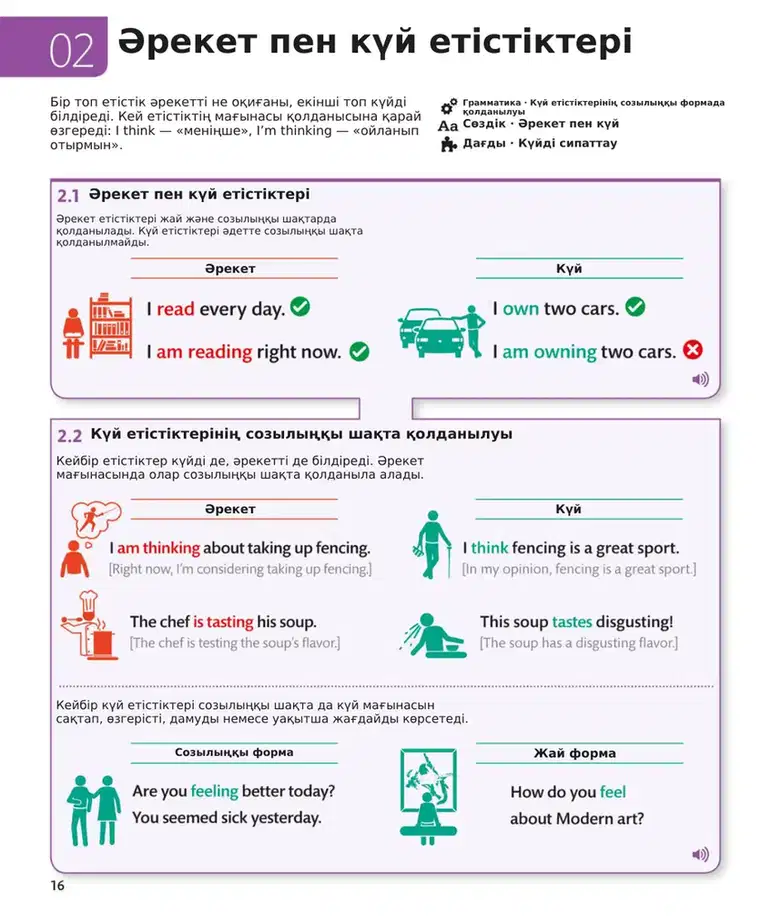 02 Әрекет пен күй етістіктері
Бір топ етістік әрекетті не оқиғаны, екінші топ күйді
білдіреді. Кей етістіктің мағынасы қолданысына қарай
өзгереді: I think — «меніңше», I’m thinking — «ойланып
отырмын».
Грамматика · Күй етістіктерінің созылыңқы формада
қолданылуы
Aa Сөздік · Әрекет пен күй
Дағды · Күйді сипаттау
2.1 Әрекет пен күй етістіктері
Әрекет етістіктері жай және созылыңқы шақтарда
қолданылады. Күй етістіктері әдетте созылыңқы шақта
қолданылмайды.
Әрекет
I read every day.
I am reading right now.
Күй
I own two cars.
I am owning two cars.
2.2 Күй етістіктерінің созылыңқы шақта қолданылуы
Кейбір етістіктер күйді де, әрекетті де білдіреді. Әрекет
мағынасында олар созылыңқы шақта қолданыла алады.
Әрекет
I am thinking about taking up fencing.
[Right now, I’m considering taking up fencing.]
The chef is tasting his soup.
[The chef is testing the soup’s flavor.]
Күй
I think fencing is a great sport.
[In my opinion, fencing is a great sport.]
This soup tastes disgusting!
[The soup has a disgusting flavor.]
Кейбір күй етістіктері созылыңқы шақта да күй мағынасын
сақтап, өзгерісті, дамуды немесе уақытша жағдайды көрсетеді.
Созылыңқы форма
Are you feeling better today?
You seemed sick yesterday.
Жай форма
How do you feel
about Modern art?
16